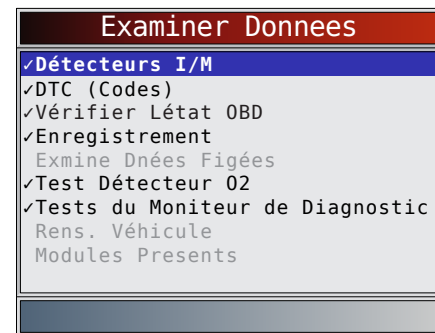 Examiner Donnees
✓Détecteurs I/M
✓DTC (Codes)
✓Vérifier Létat OBD
✓Enregistrement
Exmine Dnées Figées
✓Test Détecteur O2
✓Tests du Moniteur de Diagnostic
Rens. Véhicule
Modules Presents